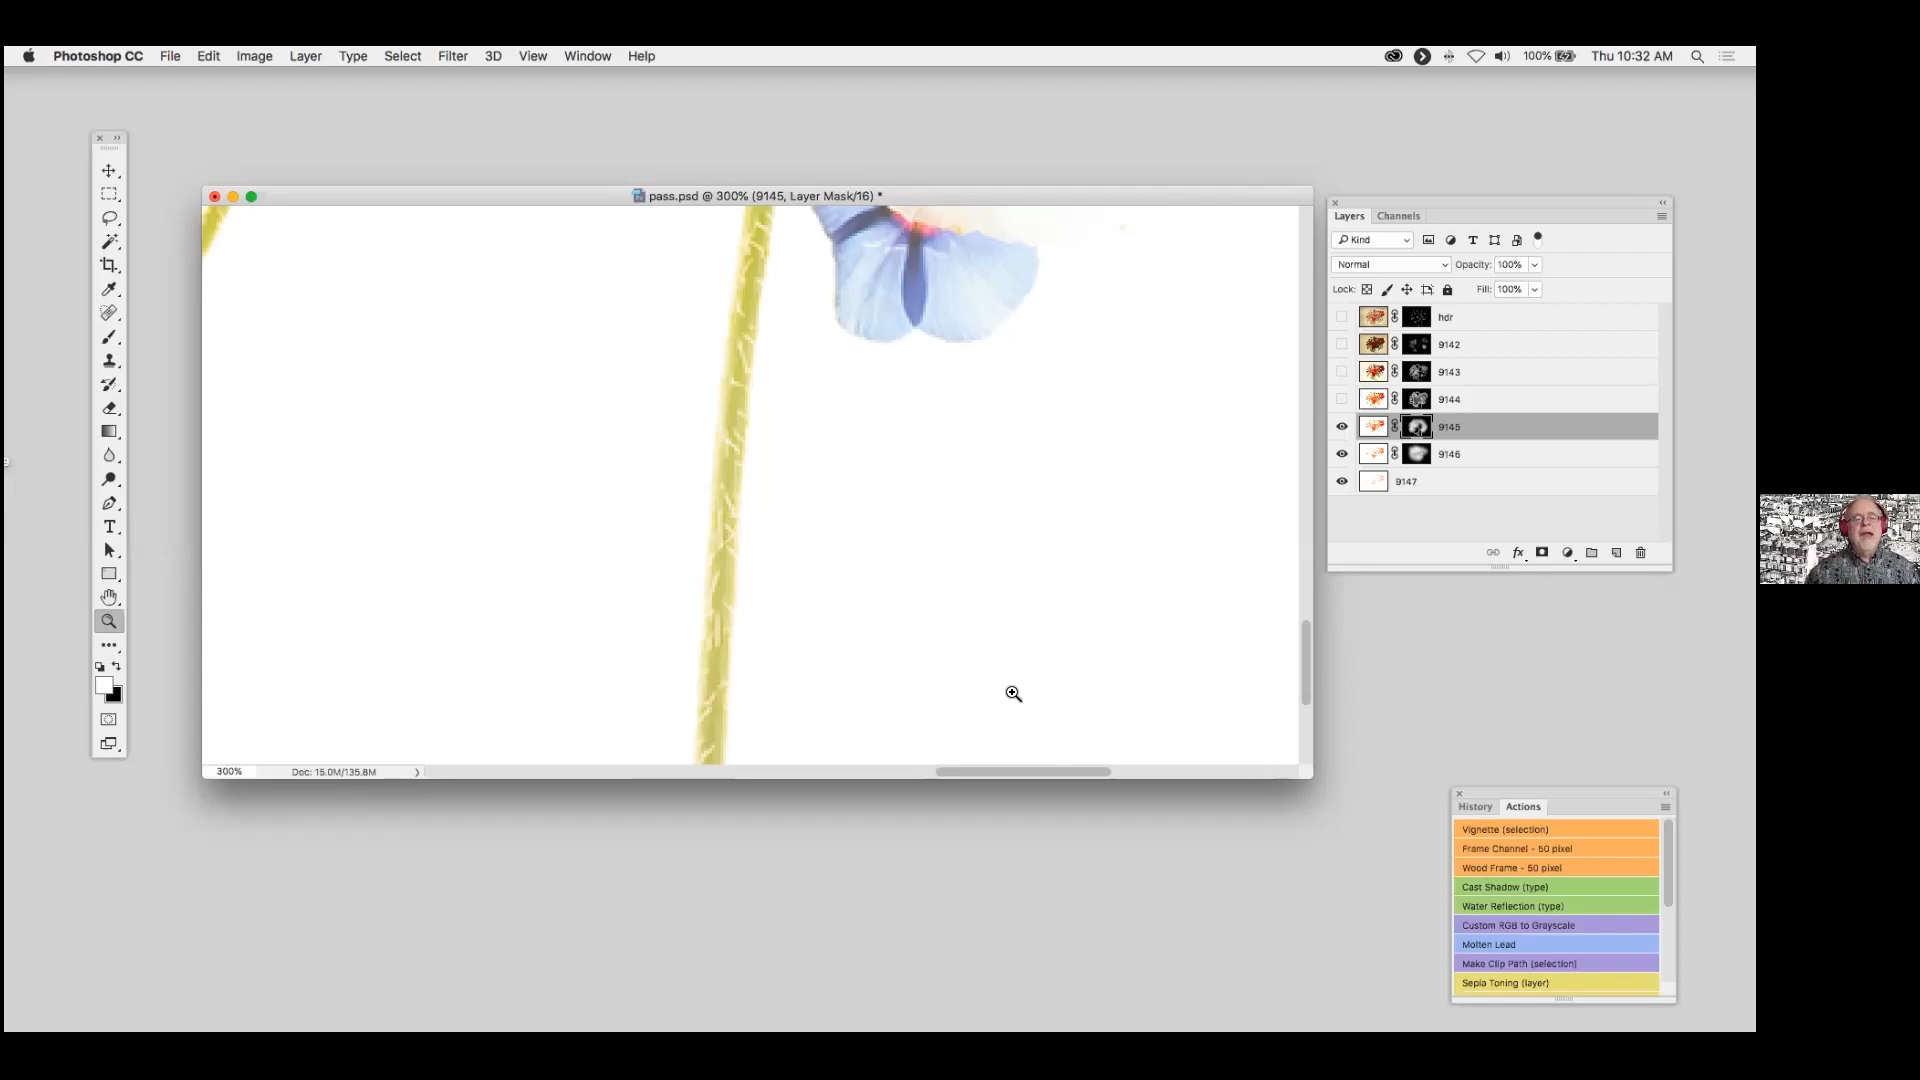 Photoshop CC File Edit Image Layer Type Select Filter 3D View Window Help 100% Thu 10:32 AM
pass.psd @ 300% (9145, Layer Mask/16) *
Layers Channels
Kind
Normal Opacity: 100%
Lock: Fill: 100%
hdr
9142
9143
9144
9145
9146
9147
fx
300% Doc: 15.0M/135.8M
History Actions
Vignette (selection)
Frame Channel - 50 pixel
Wood Frame - 50 pixel
Cast Shadow (type)
Water Reflection (type)
Custom RGB to Grayscale
Molten Lead
Make Clip Path (selection)
Sepia Toning (layer)